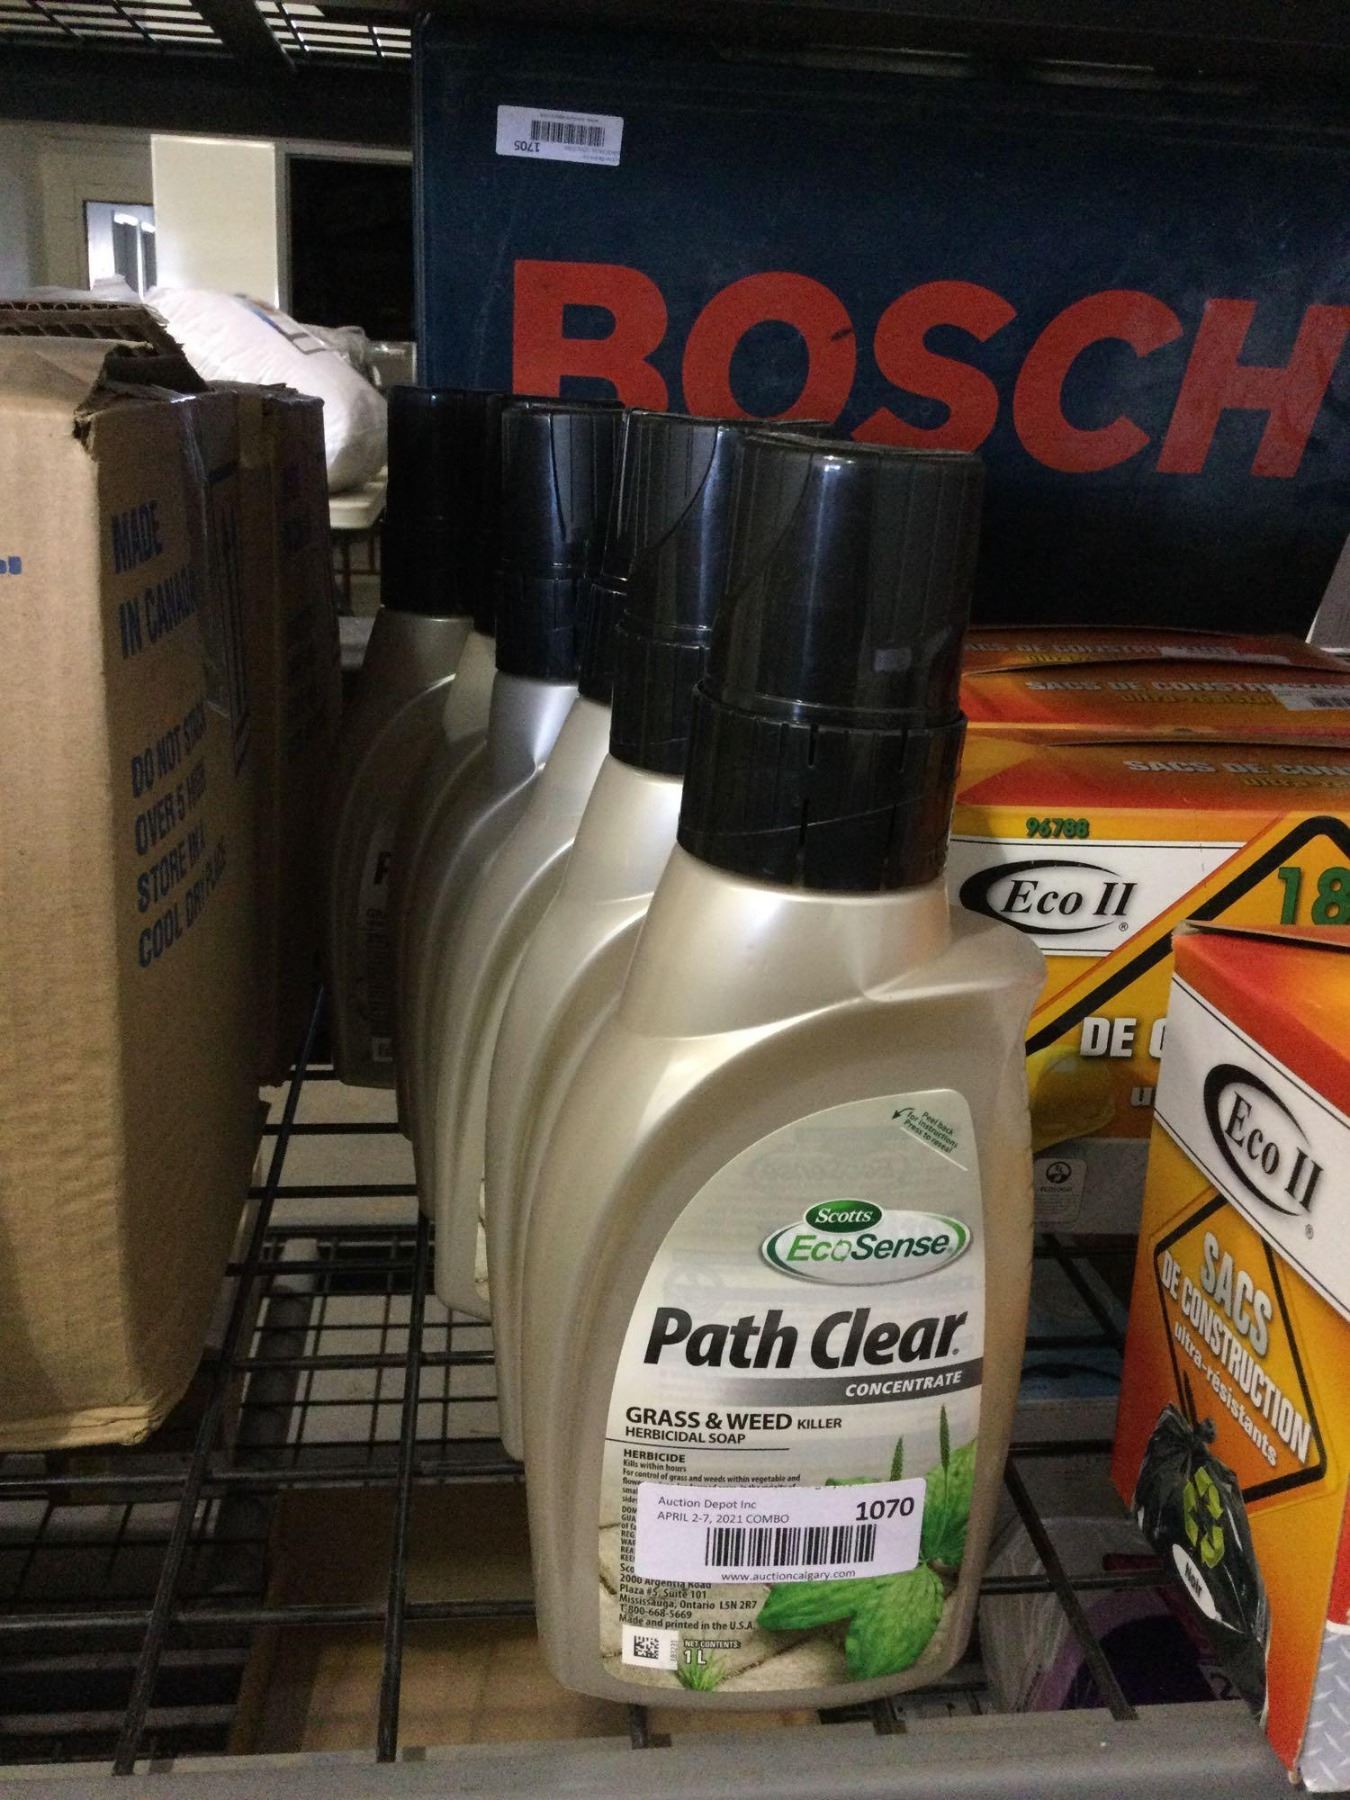 1705
BOSCH
MADE
IN CANADA
DO NOT STACK
OVER 5 HIGH
STORE IN A
COOL DRY PLACE
SACS DE CONSTR
SACS DE CON
96788
Eco II
18
DE
Eco II
SACS
DE CONSTRUCTION
ultra-résistants
Noir
Peel back
for instructions
Press to reseal
Scotts
EcoSense
Path Clear
CONCENTRATE
GRASS & WEED KILLER
HERBICIDAL SOAP
HERBICIDE
Kills within hours
For control of grass and weeds within vegetable and
Auction Depot Inc
APRIL 2-7, 2021 COMBO
1070
www.auctioncalgary.com
2000 Argentia Road
Plaza #5, Suite 101
Mississauga, Ontario L5N 2R7
T:800-668-5669
Made and printed in the U.S.A.
NET CONTENTS:
1 L